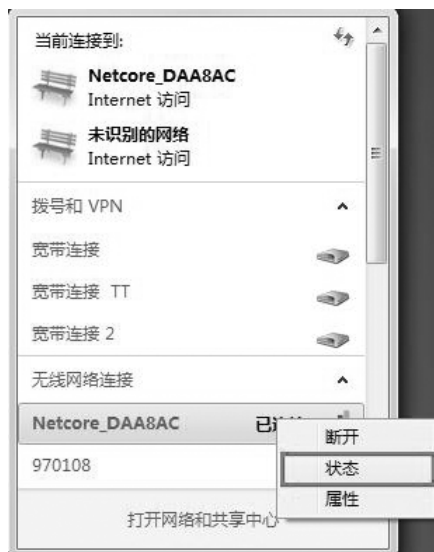 当前连接到:
Netcore_DAA8AC
Internet 访问
未识别的网络
Internet 访问
拨号和 VPN
宽带连接
宽带连接 TT
宽带连接 2
无线网络连接
Netcore_DAA8AC
断开
970108
状态
属性
打开网络和共享中心